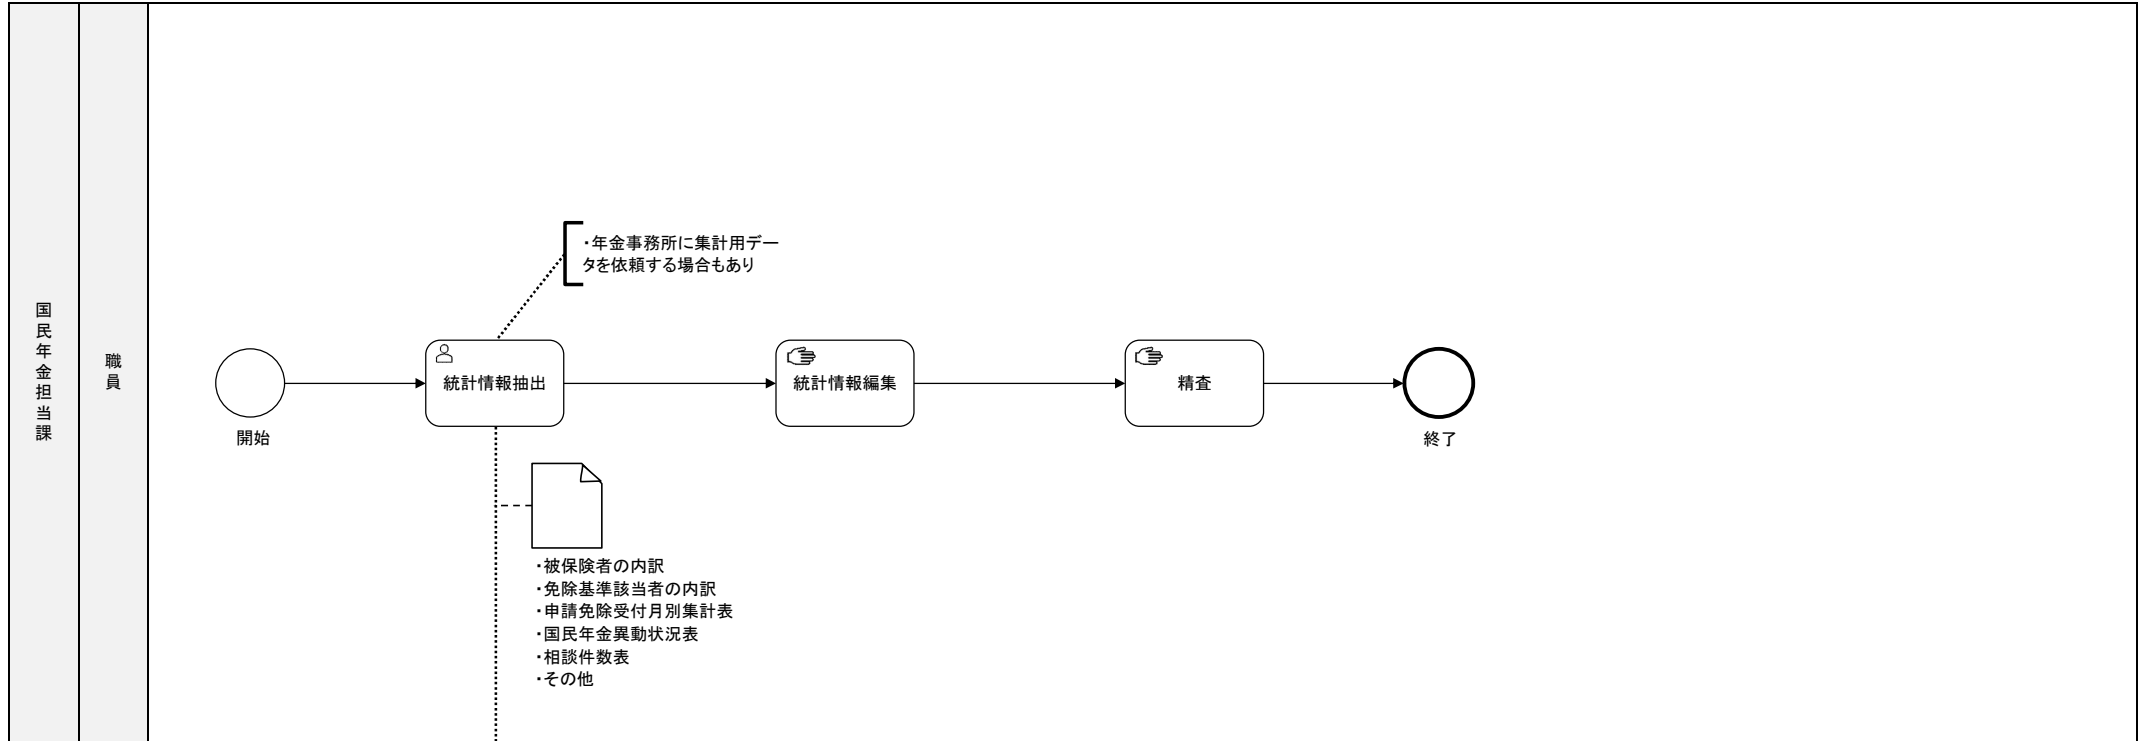 国民年金担当課
職員
・年金事務所に集計用デー
タを依頼する場合もあり
統計情報抽出
統計情報編集
精査
開始
終了
・被保険者の内訳
・免除基準該当者の内訳
・申請免除受付月別集計表
・国民年金異動状況表
・相談件数表
・その他